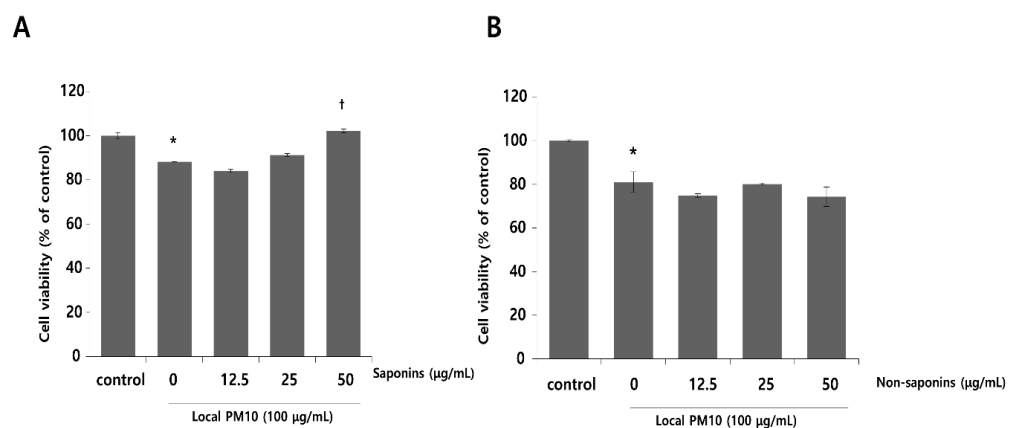 A
Cell viability (% of control)
120
100
80
60
40
20
0
*
†
control 0 12.5 25 50 Saponins (µg/mL)
Local PM10 (100 µg/mL)
B
Cell viability (% of control)
120
100
80
60
40
20
0
*
control 0 12.5 25 50 Non-saponins (µg/mL)
Local PM10 (100 µg/mL)